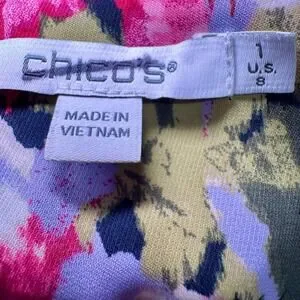 chico's®
1
U.S.
8
MADE IN
VIETNAM